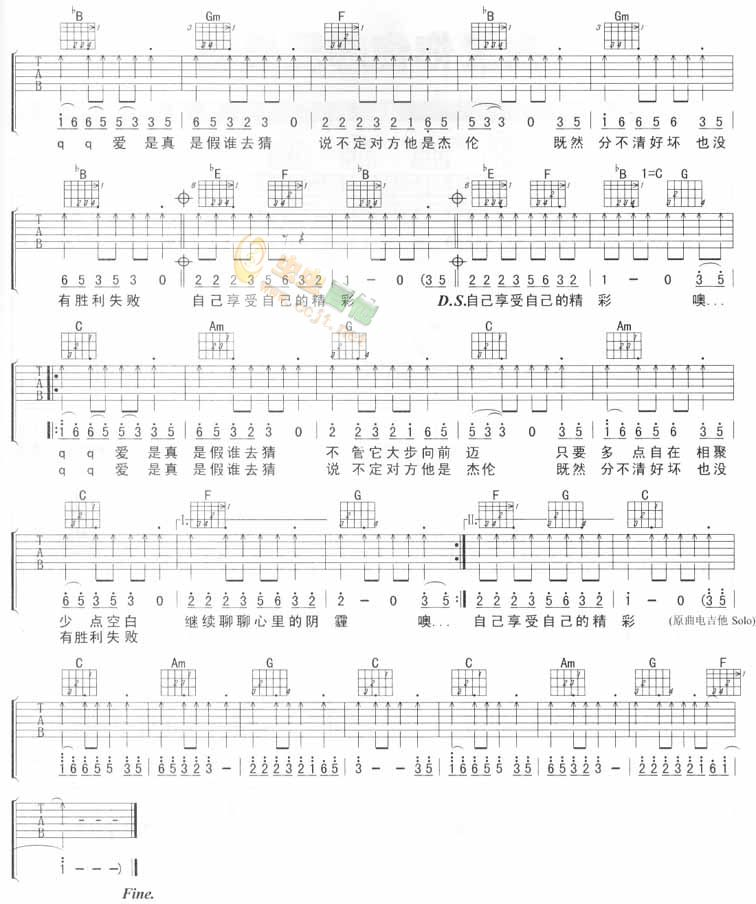 ♭B Gm F ♭B Gm
3 3
T A B
i 6 6 5 5 3 3 5 | 6 5 3 2 3 0 | 2 2 2 3 2 1 6 5 | 5 3 3 0 3 5 | i 6 6 5 6 3 5
q q 爱 是真 是假谁去猜 说不定对方他是杰 伦 既然 分不清好坏 也没
♭B ♭E F ♭B ♭E F ♭B 1=C G
T A B
6 5 3 5 3 0 2 2 2 3 5 6 3 2 | 1 - 0 (3 5 2 2 2 3 5 6 3 2 | 1 - 0 3 5
有胜利失败 自己享受自己的精彩 D.S.自己享受自己的精 彩 噢...
C Am G C Am
T A B
i 6 6 5 5 3 3 5 | 6 5 3 2 3 0 | 2 2 3 2 1 6 5 | 5 3 3 0 3 5 | i 6 6 5 6 3 5
q q 爱 是真 是假谁去猜 不 管它大步向前 迈 只要 多 点自在 相聚
q q 爱 是真 是假谁去猜 说 不定对方他是 杰伦 既然 分不清好坏 也没
C F G F G C
I. II.
T A B
6 5 3 5 3 0 | 2 2 2 3 5 6 3 2 | 2 - 0 3 5 :| 2 2 2 3 5 5 6 3 2 | i - 0 (3 5
少 点空白 继续聊聊心里的阴 霾 噢... 自己享受自己的精 彩 (原曲电吉他 Solo)
有胜利失败
C Am G C C Am G F
T A B
i 6 6 5 5 3 5 | 6 5 3 2 3 - | 2 2 2 3 2 1 6 5 | 3 - - 3 5 | i 6 6 5 5 3 5 | 6 5 3 2 3 - | 2 2 2 3 2 1 6 i
T A B
i - - -)
Fine.